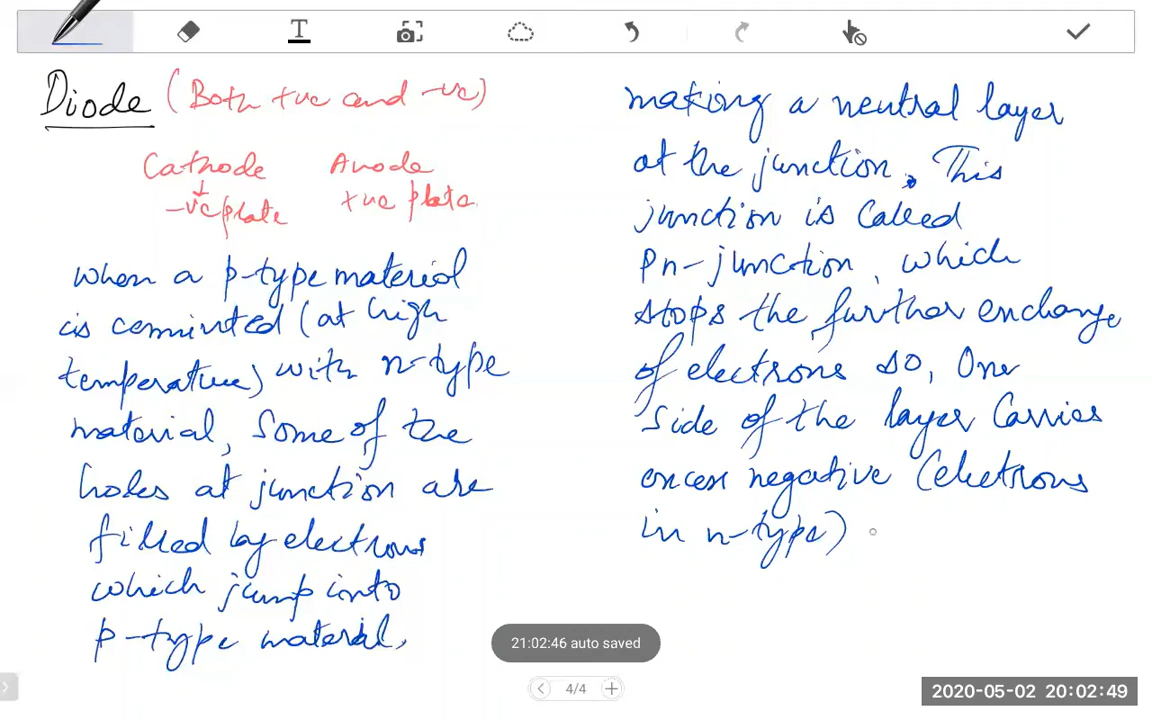 T
Diode (Both +ve and -ve)
Cathode Anode
-ve plate +ve plate
when a p-type material
is cominted (at high
temperature) with n-type
material, Some of the
holes at junction are
filled by electrons
which jump into
p-type material,
making a neutral layer
at the junction. This
junction is Called
Pn-junction, which
stops the further exchange
of electrons so, One
side of the layer Carries
excess negative (electrons
in n-type)
21:02:46 auto saved
4/4
2020-05-02 20:02:49